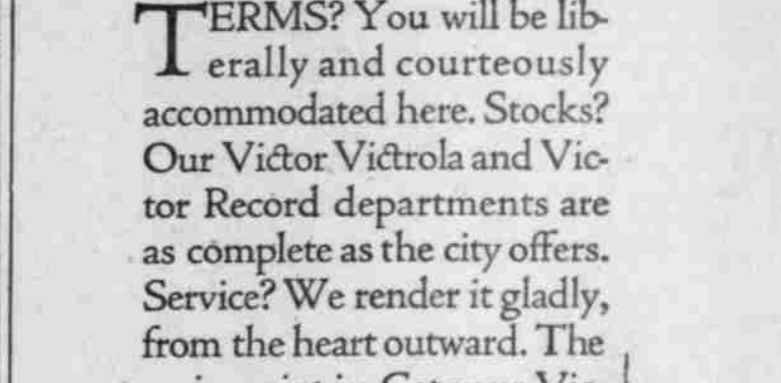 TERMS? You will be lib-
erally and courteously
accommodated here. Stocks?
Our Victor Victrola and Vic-
tor Record departments are
as complete as the city offers.
Service? We render it gladly,
from the heart outward. The